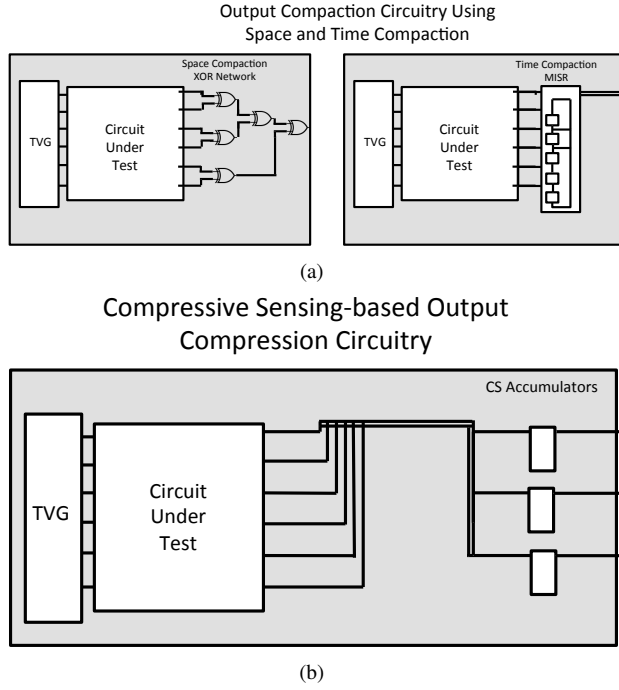 Output Compaction Circuitry Using
Space and Time Compaction
Space Compaction
XOR Network
TVG
Circuit
Under
Test
Time Compaction
MISR
TVG
Circuit
Under
Test
(a)
Compressive Sensing-based Output
Compression Circuitry
CS Accumulators
TVG
Circuit
Under
Test
(b)